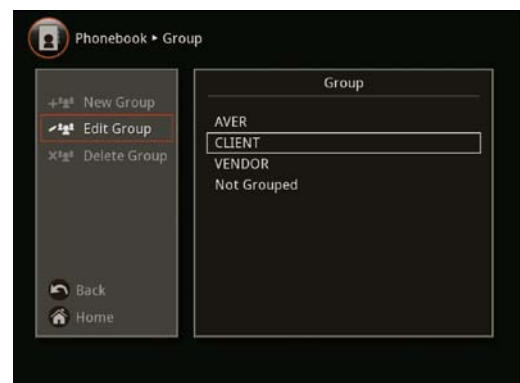 Phonebook ▸ Group
New Group
Edit Group
Delete Group
Back
Home
Group
AVER
CLIENT
VENDOR
Not Grouped